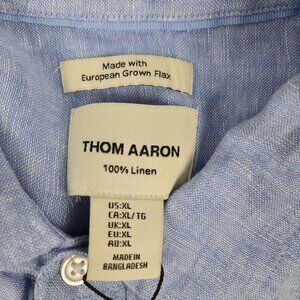 Made with
European Grown Flax
THOM AARON
100% Linen
US:XL
CA:XL/TG
UK:XL
EU:XL
AU:XL
MADE IN
BANGLADESH